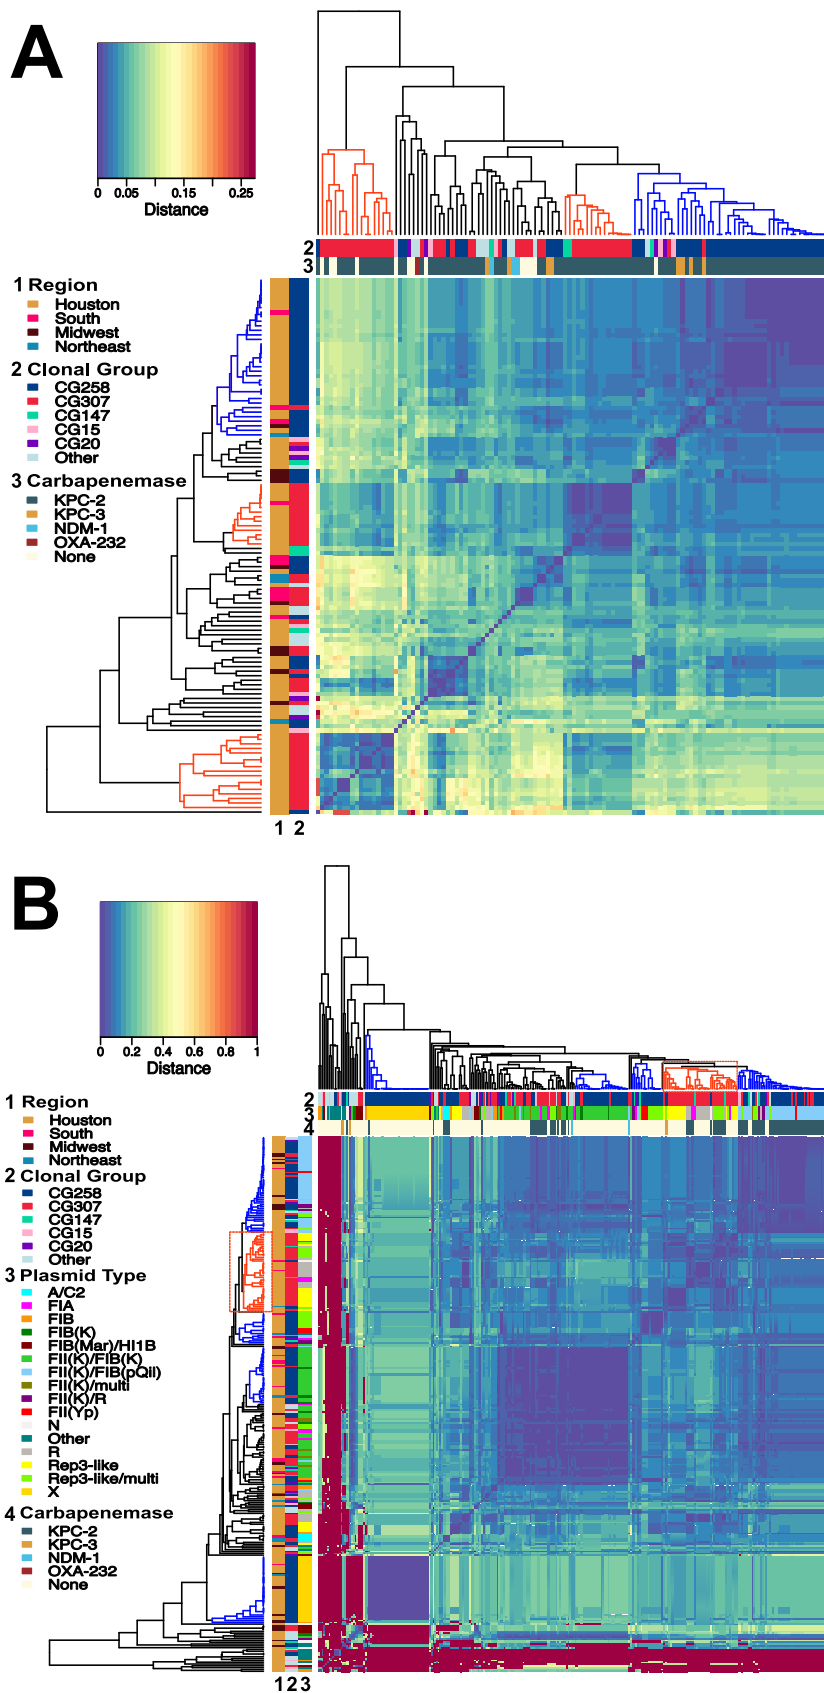 A
0 0.05 0.15 0.25
Distance
2
3
1 Region
Houston
South
Midwest
Northeast
2 Clonal Group
CG258
CG307
CG147
CG15
CG20
Other
3 Carbapenemase
KPC-2
KPC-3
NDM-1
OXA-232
None
1 2
B
0 0.2 0.4 0.6 0.8 1
Distance
2
3
4
1 Region
Houston
South
Midwest
Northeast
2 Clonal Group
CG258
CG307
CG147
CG15
CG20
Other
3 Plasmid Type
A/C2
FIA
FIB
FIB(K)
FIB(Mar)/HI1B
FII(K)/FIB(K)
FII(K)/FIB(pQil)
FII(K)/multi
FII(K)/R
FII(Yp)
N
Other
R
Rep3-like
Rep3-like/multi
X
4 Carbapenemase
KPC-2
KPC-3
NDM-1
OXA-232
None
1 2 3